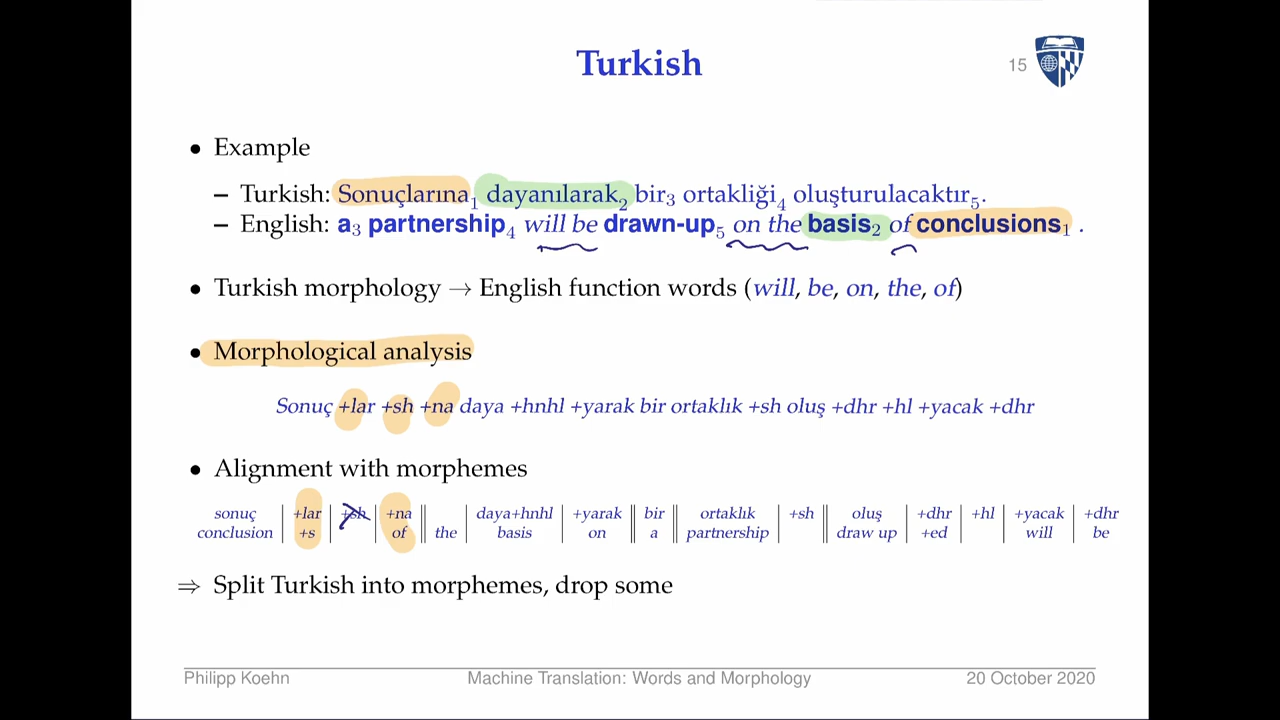 Turkish
15
• Example
– Turkish: Sonuçlarına1 dayanılarak2 bir3 ortakliği4 oluşturulacaktır5.
– English: a3 partnership4 will be drawn-up5 on the basis2 of conclusions1 .
• Turkish morphology → English function words (will, be, on, the, of)
• Morphological analysis
Sonuç +lar +sh +na daya +hnhl +yarak bir ortaklık +sh oluş +dhr +hl +yacak +dhr
• Alignment with morphemes
sonuç | +lar | +sh | +na || | daya+hnhl | +yarak || bir || ortaklık | +sh || oluş | +dhr | +hl | +yacak | +dhr
conclusion | +s | | of || the | basis | on || a || partnership | || draw up | +ed | | will | be
⇒ Split Turkish into morphemes, drop some
Philipp Koehn Machine Translation: Words and Morphology 20 October 2020